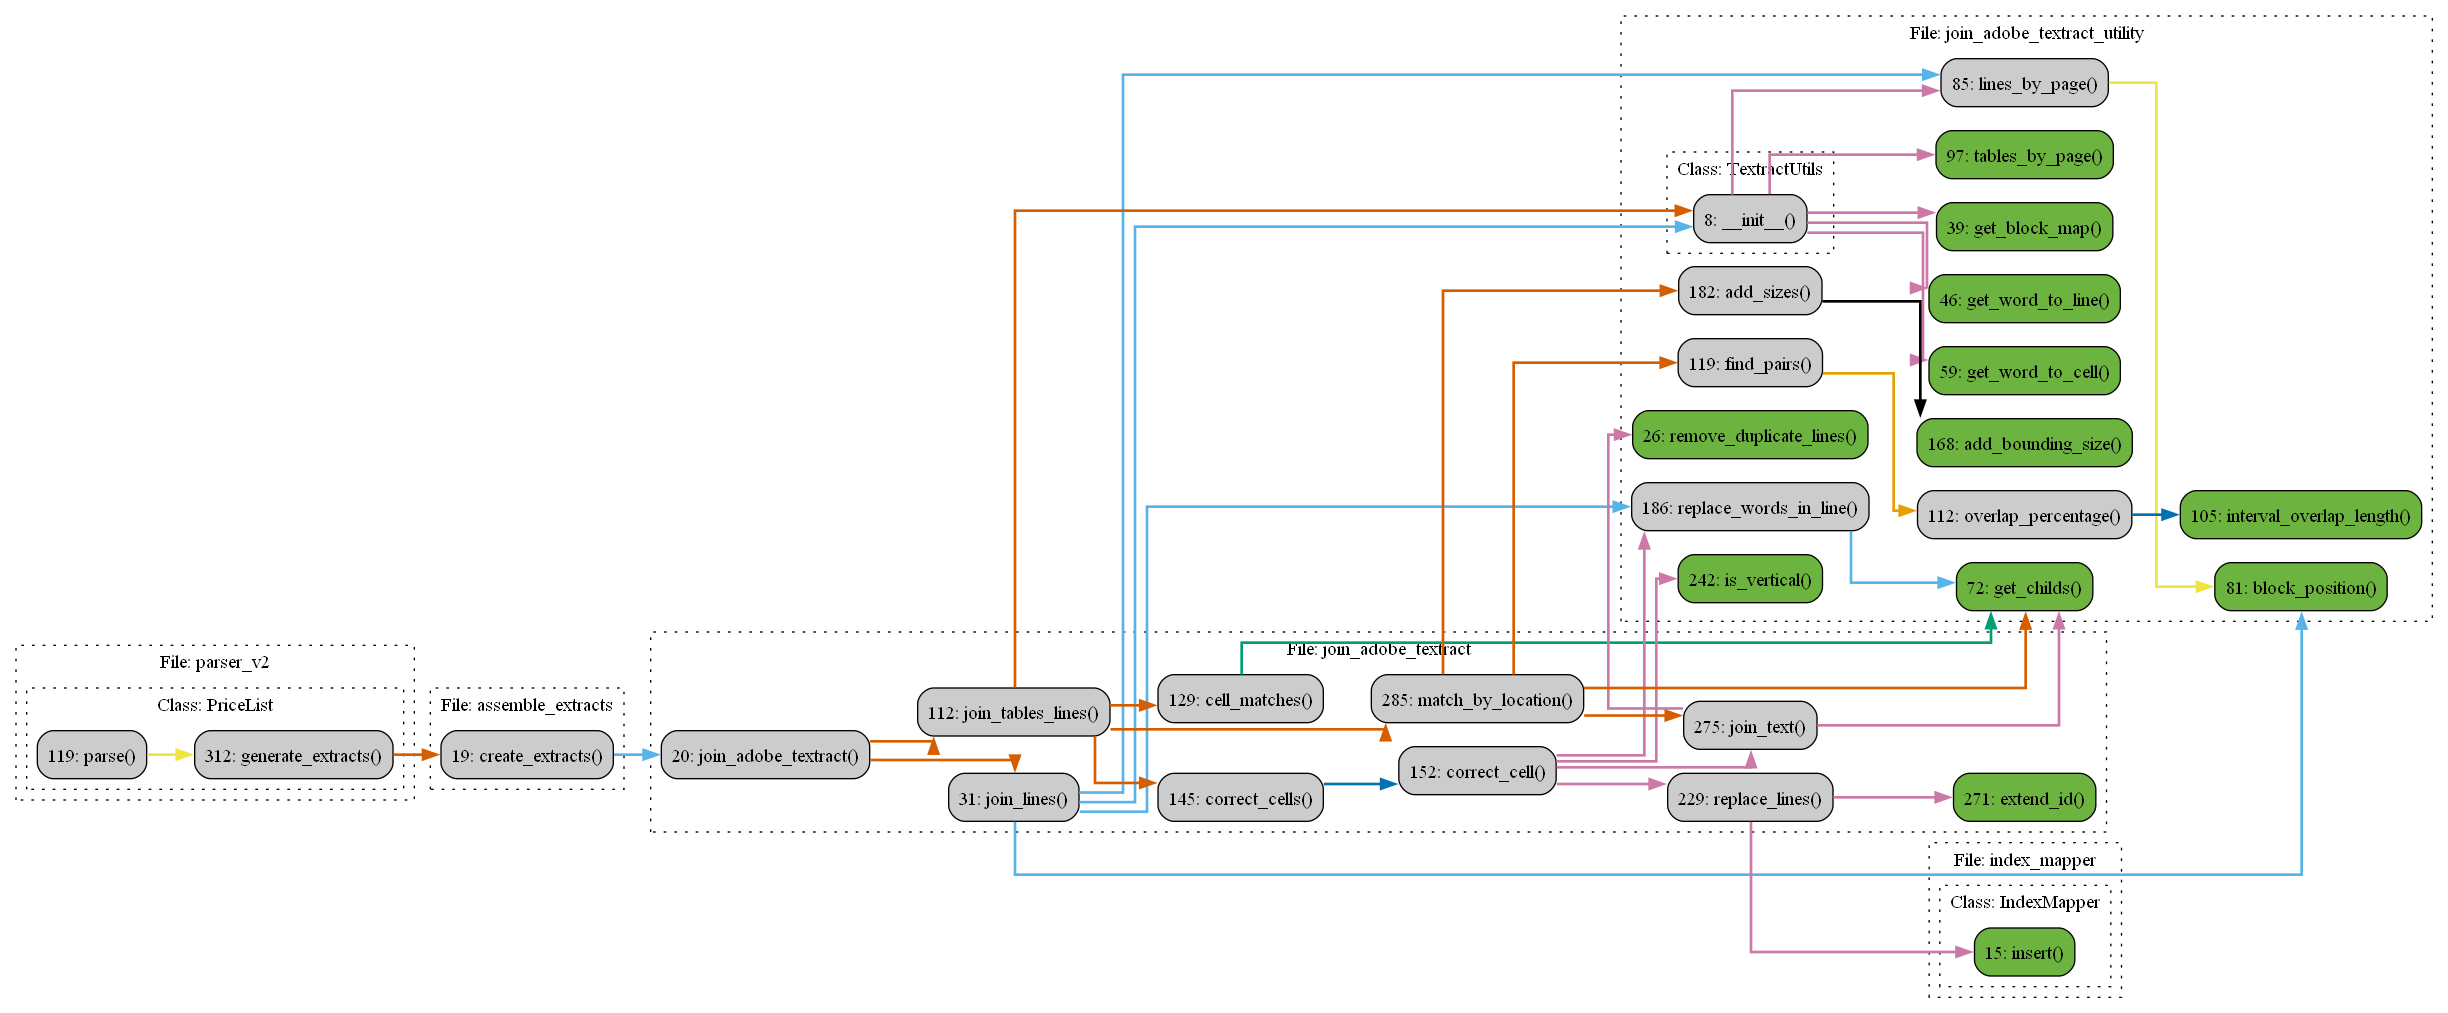 File: join_adobe_textract_utility
85: lines_by_page()
97: tables_by_page()
Class: TextractUtils
8: __init__()
39: get_block_map()
182: add_sizes()
46: get_word_to_line()
119: find_pairs()
59: get_word_to_cell()
26: remove_duplicate_lines()
168: add_bounding_size()
186: replace_words_in_line()
112: overlap_percentage()
105: interval_overlap_length()
242: is_vertical()
72: get_childs()
81: block_position()
File: parser_v2
Class: PriceList
119: parse()
312: generate_extracts()
File: assemble_extracts
19: create_extracts()
File: join_adobe_textract
20: join_adobe_textract()
112: join_tables_lines()
31: join_lines()
129: cell_matches()
145: correct_cells()
285: match_by_location()
152: correct_cell()
275: join_text()
229: replace_lines()
271: extend_id()
File: index_mapper
Class: IndexMapper
15: insert()